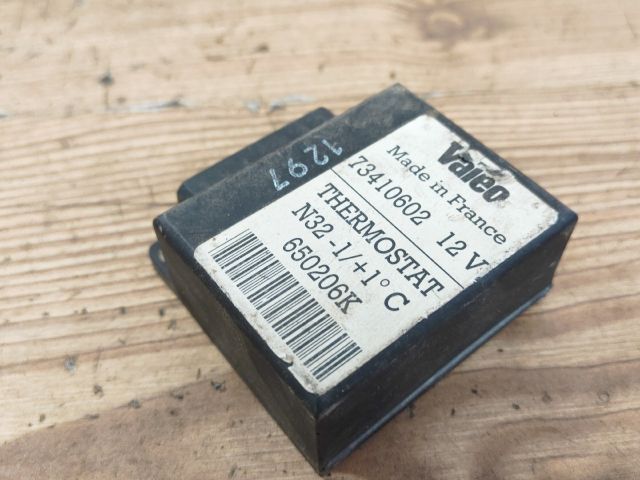 Valeo
Made in France
73410602 12 V
THERMOSTAT
N32 -1/+1° C
650206K
1297